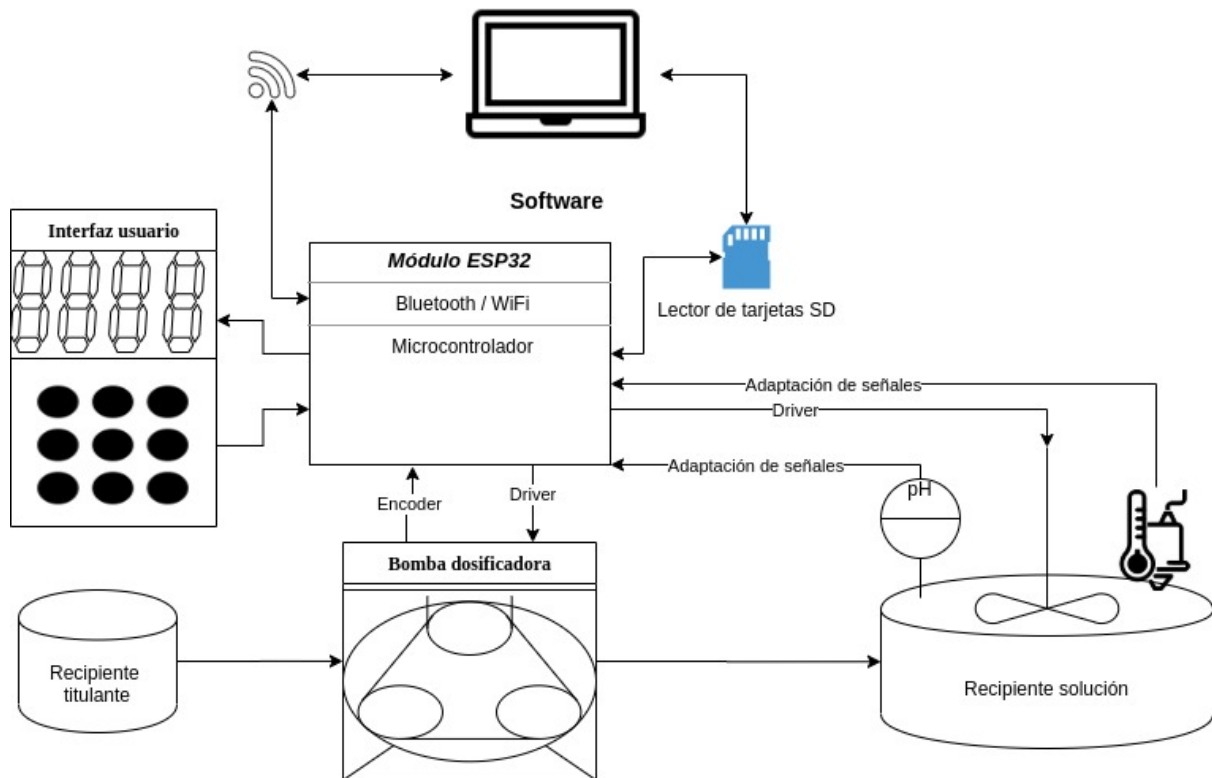 Software
Interfaz usuario
Módulo ESP32
Bluetooth / WiFi
Microcontrolador
Lector de tarjetas SD
Adaptación de señales
Driver
Adaptación de señales
pH
Encoder
Driver
Bomba dosificadora
Recipiente
titulante
Recipiente solución